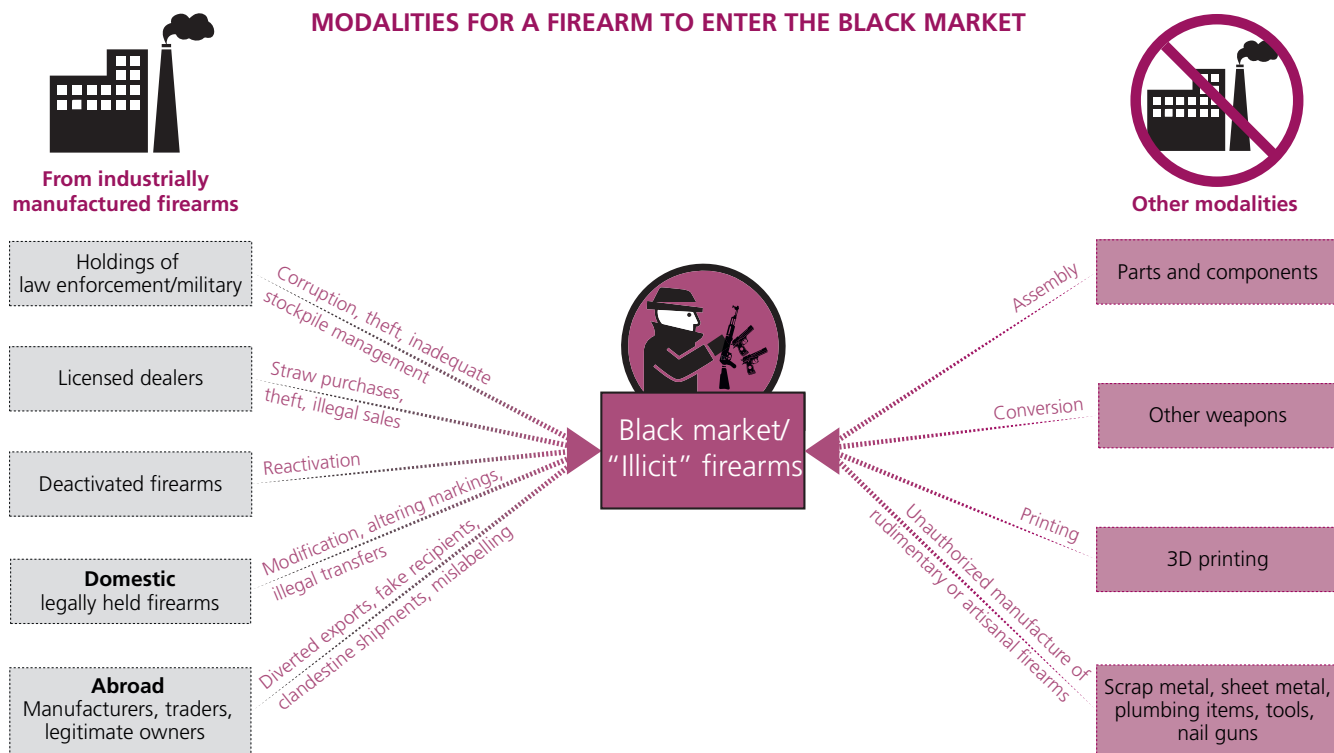 MODALITIES FOR A FIREARM TO ENTER THE BLACK MARKET
From industrially
manufactured firearms
Holdings of
law enforcement/military
Corruption, theft, inadequate
stockpile management
Licensed dealers
Straw purchases,
theft, illegal sales
Deactivated firearms
Reactivation
Domestic
legally held firearms
Modification, altering markings,
illegal transfers
Abroad
Manufacturers, traders,
legitimate owners
Diverted exports, fake recipients,
clandestine shipments, mislabelling
Black market/
“Illicit” firearms
Other modalities
Assembly
Parts and components
Conversion
Other weapons
Printing
3D printing
Unauthorized manufacture of
rudimentary or artisanal firearms
Scrap metal, sheet metal,
plumbing items, tools,
nail guns